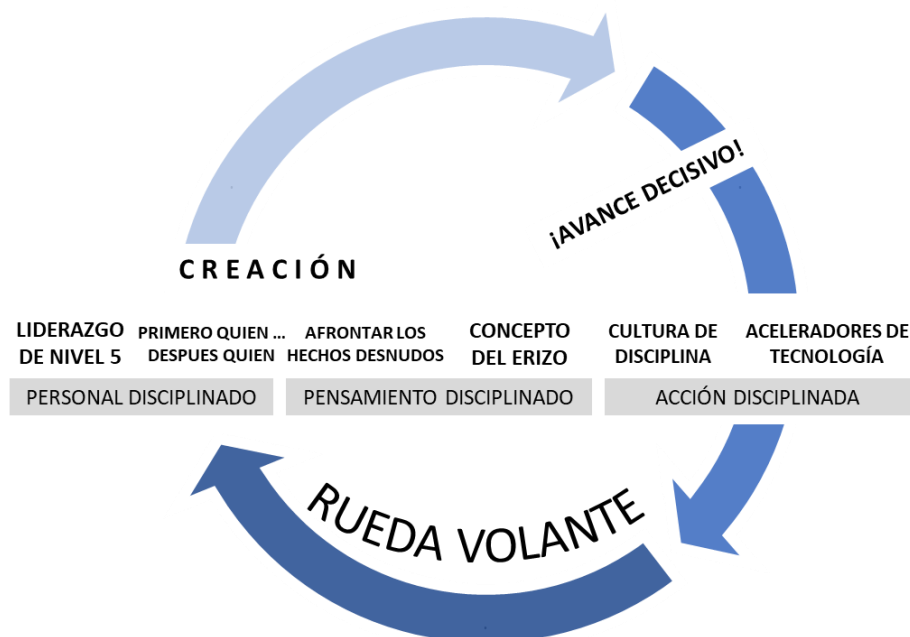 ¡AVANCE DECISIVO!
CREACIÓN
LIDERAZGO
DE NIVEL 5
PRIMERO QUIEN ...
DESPUES QUIEN
AFRONTAR LOS
HECHOS DESNUDOS
CONCEPTO
DEL ERIZO
CULTURA DE
DISCIPLINA
ACELERADORES DE
TECNOLOGÍA
PERSONAL DISCIPLINADO
PENSAMIENTO DISCIPLINADO
ACCIÓN DISCIPLINADA
RUEDA VOLANTE